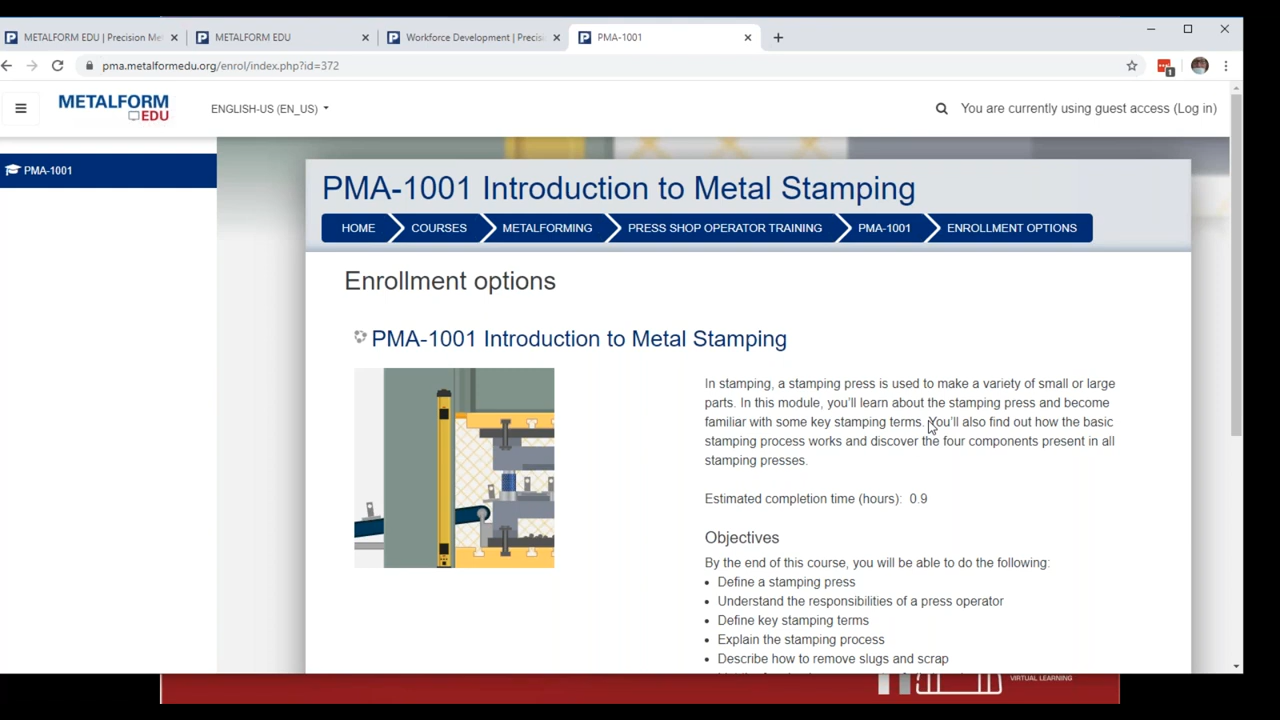 METALFORM EDU | Precision Me
METALFORM EDU
Workforce Development | Precis
PMA-1001
pma.metalformedu.org/enrol/index.php?id=372
1
METALFORM
EDU
ENGLISH-US (EN_US)
You are currently using guest access (Log in)
PMA-1001
PMA-1001 Introduction to Metal Stamping
HOME
COURSES
METALFORMING
PRESS SHOP OPERATOR TRAINING
PMA-1001
ENROLLMENT OPTIONS
Enrollment options
PMA-1001 Introduction to Metal Stamping
In stamping, a stamping press is used to make a variety of small or large
parts. In this module, you'll learn about the stamping press and become
familiar with some key stamping terms. You'll also find out how the basic
stamping process works and discover the four components present in all
stamping presses.
Estimated completion time (hours): 0.9
Objectives
By the end of this course, you will be able to do the following:
• Define a stamping press
• Understand the responsibilities of a press operator
• Define key stamping terms
• Explain the stamping process
• Describe how to remove slugs and scrap
VIRTUAL LEARNING